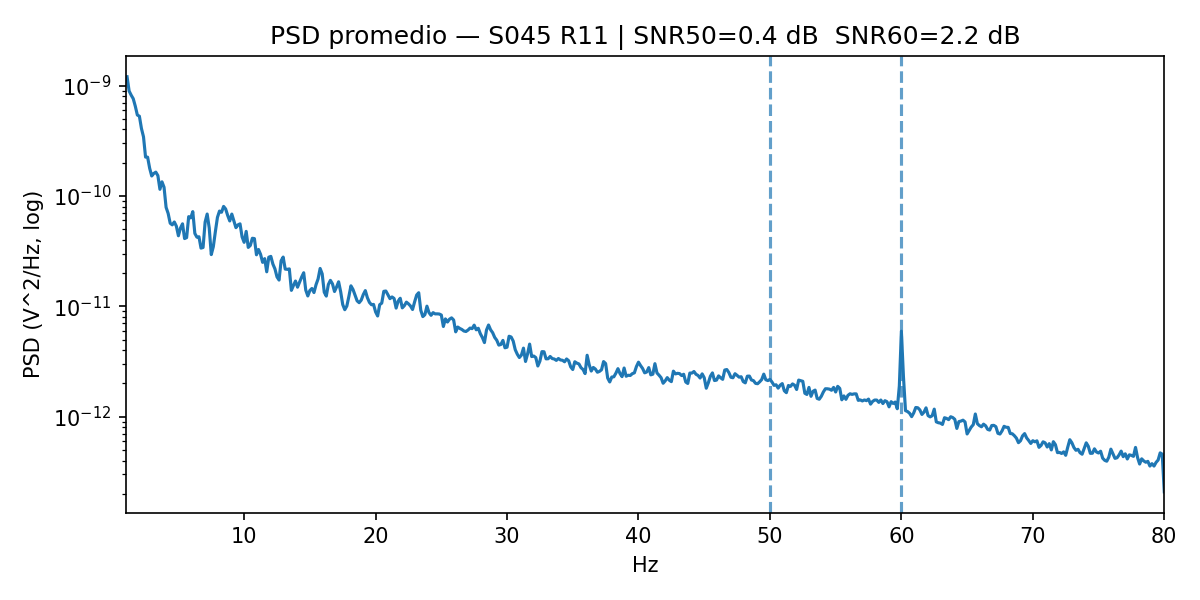 PSD promedio — S045 R11 | SNR50=0.4 dB  SNR60=2.2 dB
PSD (V^2/Hz, log)
10⁻⁹
10⁻¹⁰
10⁻¹¹
10⁻¹²
10 20 30 40 50 60 70 80
Hz